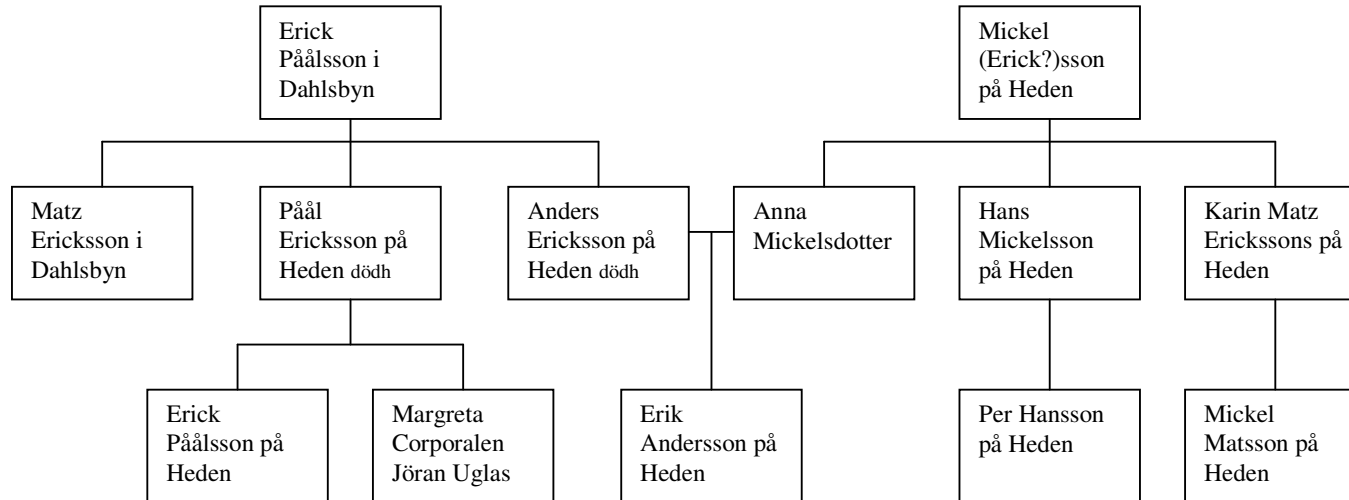 Erick
Påålsson i
Dahlsbyn
Mickel
(Erick?)sson
på Heden
Matz
Ericksson i
Dahlsbyn
Påål
Ericksson på
Heden dödh
Anders
Ericksson på
Heden dödh
Anna
Mickelsdotter
Hans
Mickelsson
på Heden
Karin Matz
Erickssons på
Heden
Erick
Påålsson på
Heden
Margreta
Corporalen
Jöran Uglas
Erik
Andersson på
Heden
Per Hansson
på Heden
Mickel
Matsson på
Heden